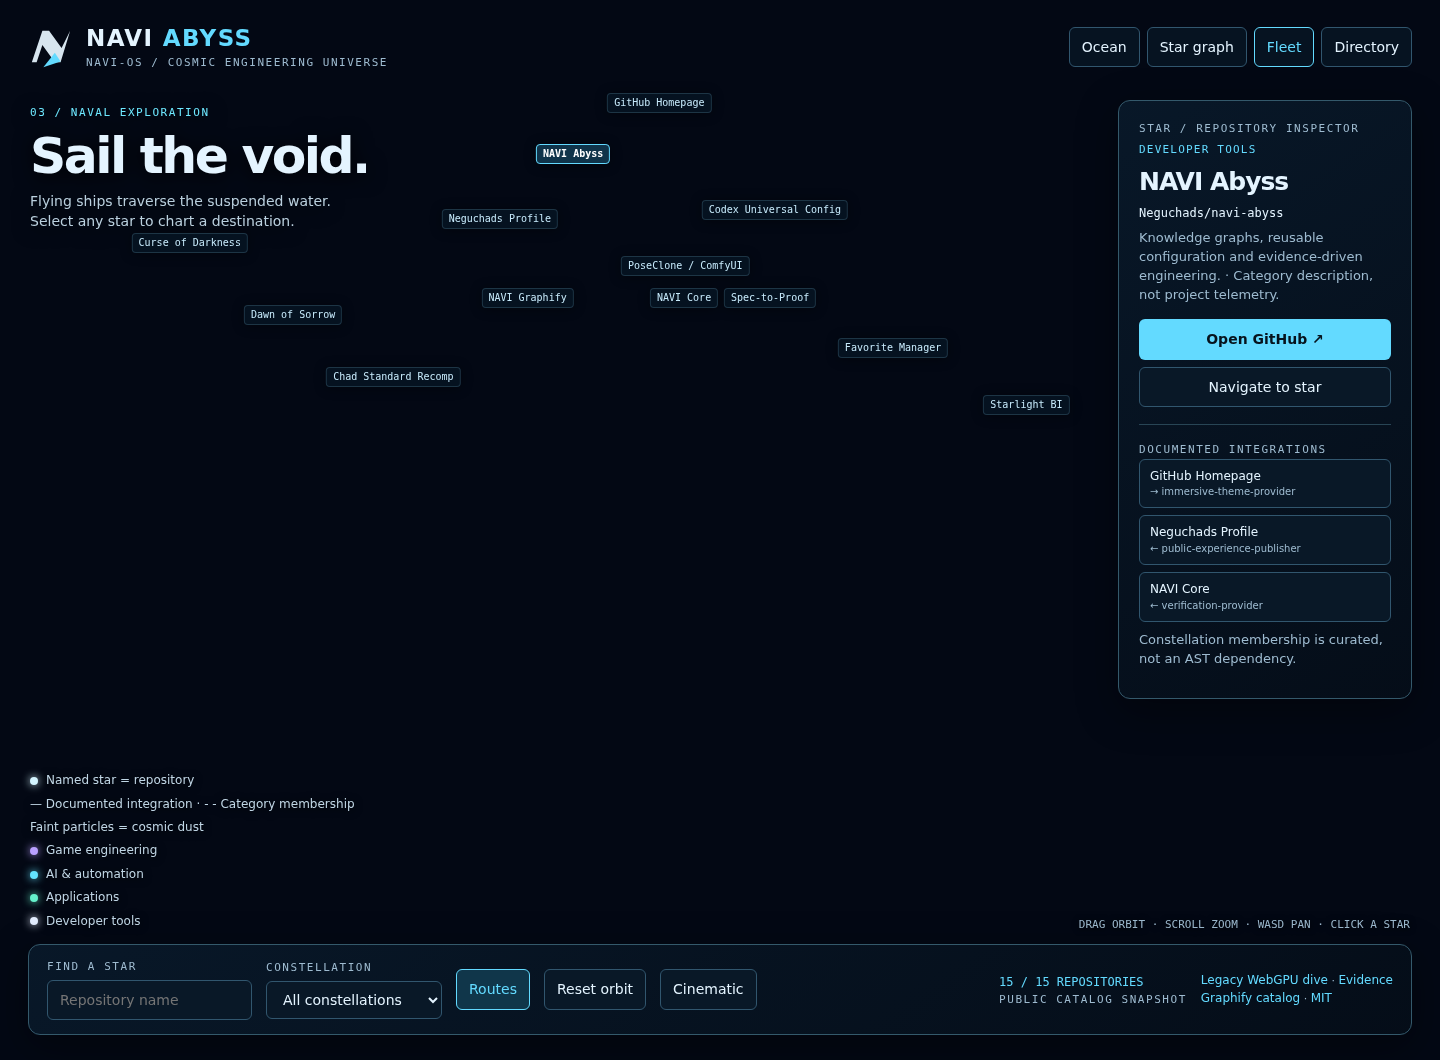 NAVI ABYSS
NAVI-OS / COSMIC ENGINEERING UNIVERSE
Ocean
Star graph
Fleet
Directory
03 / NAVAL EXPLORATION
Sail the void.
Flying ships traverse the suspended water.
Select any star to chart a destination.
GitHub Homepage
NAVI Abyss
Codex Universal Config
Neguchads Profile
Curse of Darkness
PoseClone / ComfyUI
NAVI Graphify
NAVI Core
Spec-to-Proof
Dawn of Sorrow
Favorite Manager
Chad Standard Recomp
Starlight BI
STAR / REPOSITORY INSPECTOR
DEVELOPER TOOLS
NAVI Abyss
Neguchads/navi-abyss
Knowledge graphs, reusable
configuration and evidence-driven
engineering. · Category description,
not project telemetry.
Open GitHub ↗
Navigate to star
DOCUMENTED INTEGRATIONS
GitHub Homepage
→ immersive-theme-provider
Neguchads Profile
← public-experience-publisher
NAVI Core
← verification-provider
Constellation membership is curated,
not an AST dependency.
Named star = repository
— Documented integration · - - Category membership
Faint particles = cosmic dust
Game engineering
AI & automation
Applications
Developer tools
DRAG ORBIT · SCROLL ZOOM · WASD PAN · CLICK A STAR
FIND A STAR
Repository name
CONSTELLATION
All constellations
Routes
Reset orbit
Cinematic
15 / 15 REPOSITORIES
PUBLIC CATALOG SNAPSHOT
Legacy WebGPU dive · Evidence
Graphify catalog · MIT